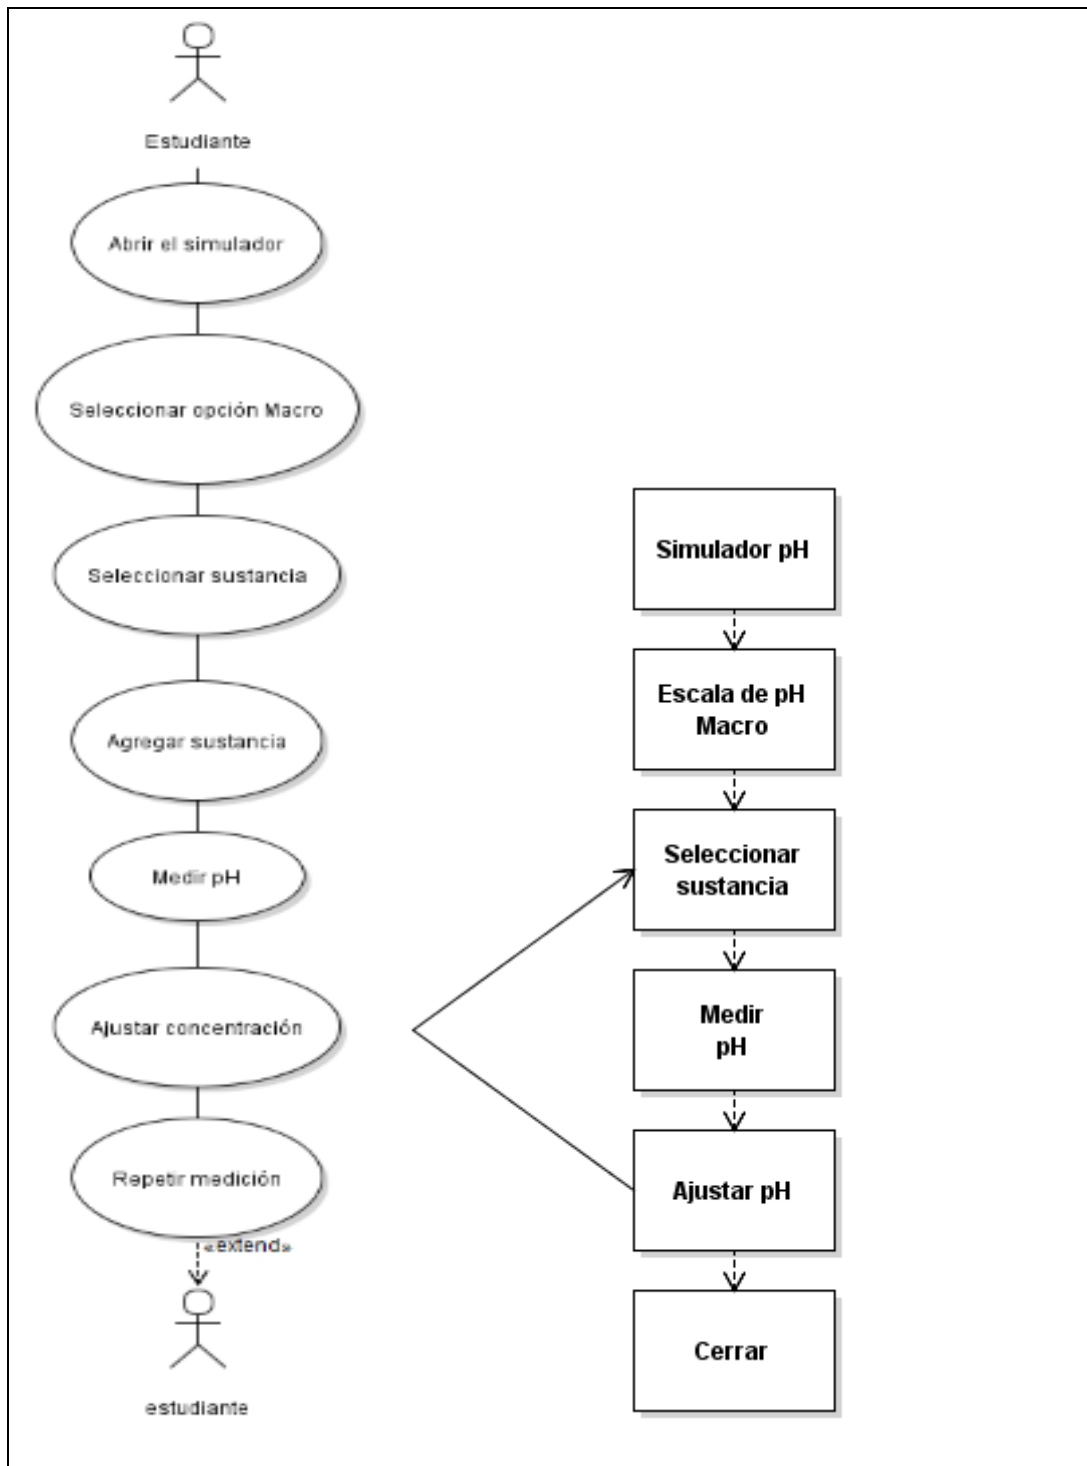 Estudiante
Abrir el simulador
Seleccionar opción Macro
Seleccionar sustancia
Agregar sustancia
Medir pH
Ajustar concentración
Repetir medición
«extend»
estudiante
Simulador pH
Escala de pH
Macro
Seleccionar
sustancia
Medir
pH
Ajustar pH
Cerrar